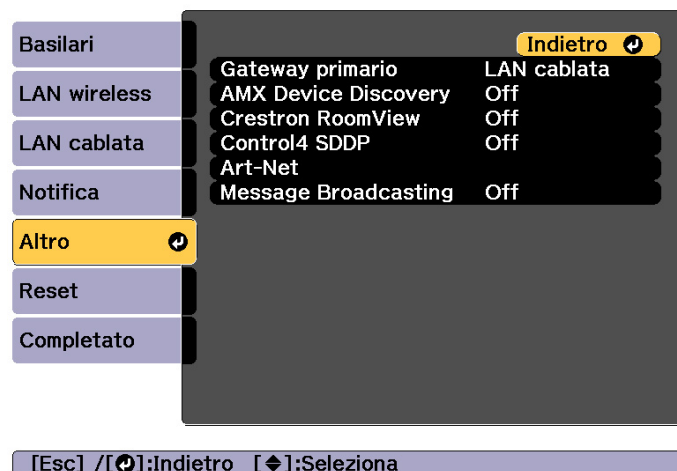 Basilari
LAN wireless
LAN cablata
Notifica
Altro
Reset
Completato
Indietro
Gateway primario LAN cablata
AMX Device Discovery Off
Crestron RoomView Off
Control4 SDDP Off
Art-Net
Message Broadcasting Off
[Esc] /[ ]:Indietro [ ]:Seleziona